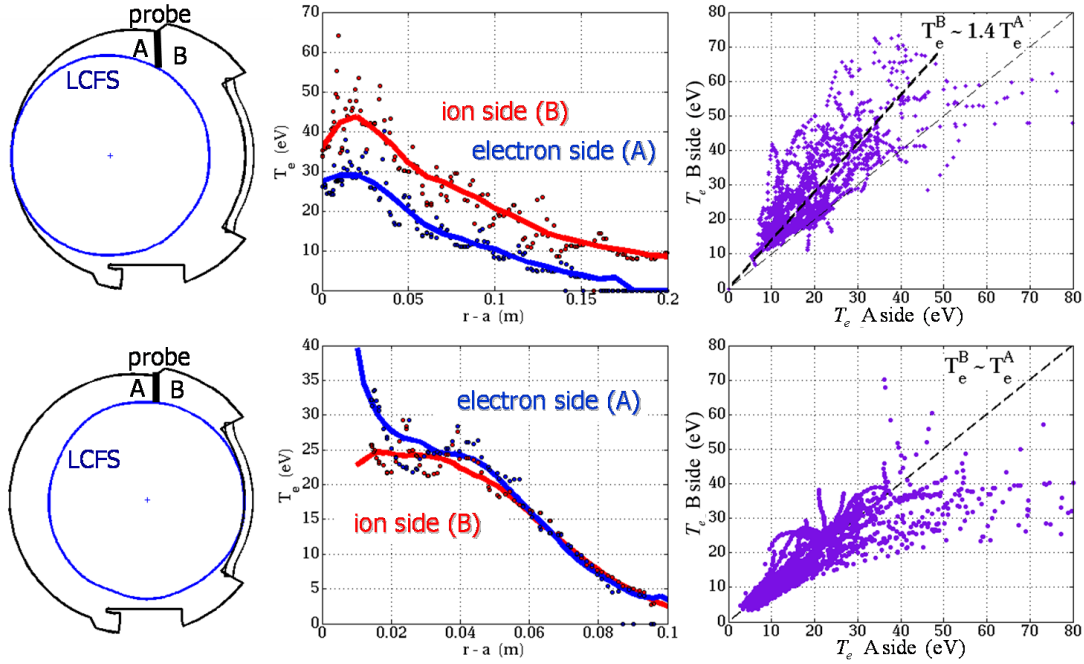 probe
A B
LCFS
70
60
50
40
30
20
10
0
T_e (eV)
ion side (B)
electron side (A)
0 0.05 0.1 0.15 0.2
r - a (m)
80
70
60
50
40
30
20
10
0
T_e B side (eV)
T_e^B ~ 1.4 T_e^A
0 10 20 30 40 50 60 70 80
T_e A side (eV)
probe
A B
LCFS
40
35
30
25
20
15
10
5
0
T_e (eV)
electron side (A)
ion side (B)
0 0.02 0.04 0.06 0.08 0.1
r - a (m)
80
70
60
50
40
30
20
10
0
T_e B side (eV)
T_e^B ~ T_e^A
0 10 20 30 40 50 60 70 80
T_e A side (eV)